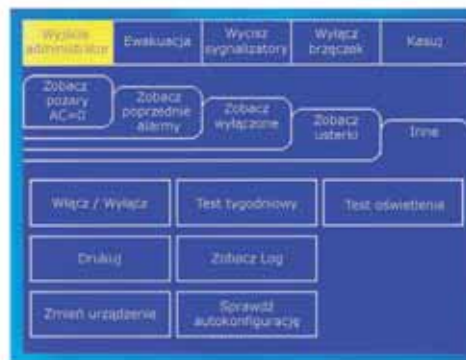 Wyjście
administrator
Ewakuacja
Wycisz
sygnalizatory
Wyłącz
brzęczek
Kasuj
Zobacz
pożary
AC=0
Zobacz
poprzednie
alarmy
Zobacz
wyłączone
Zobacz
usterki
Inne
Włącz / Wyłącz
Test tygodniowy
Test oświetlenia
Drukuj
Zobacz Log
Zmień urządzenie
Sprawdź
autokonfigurację